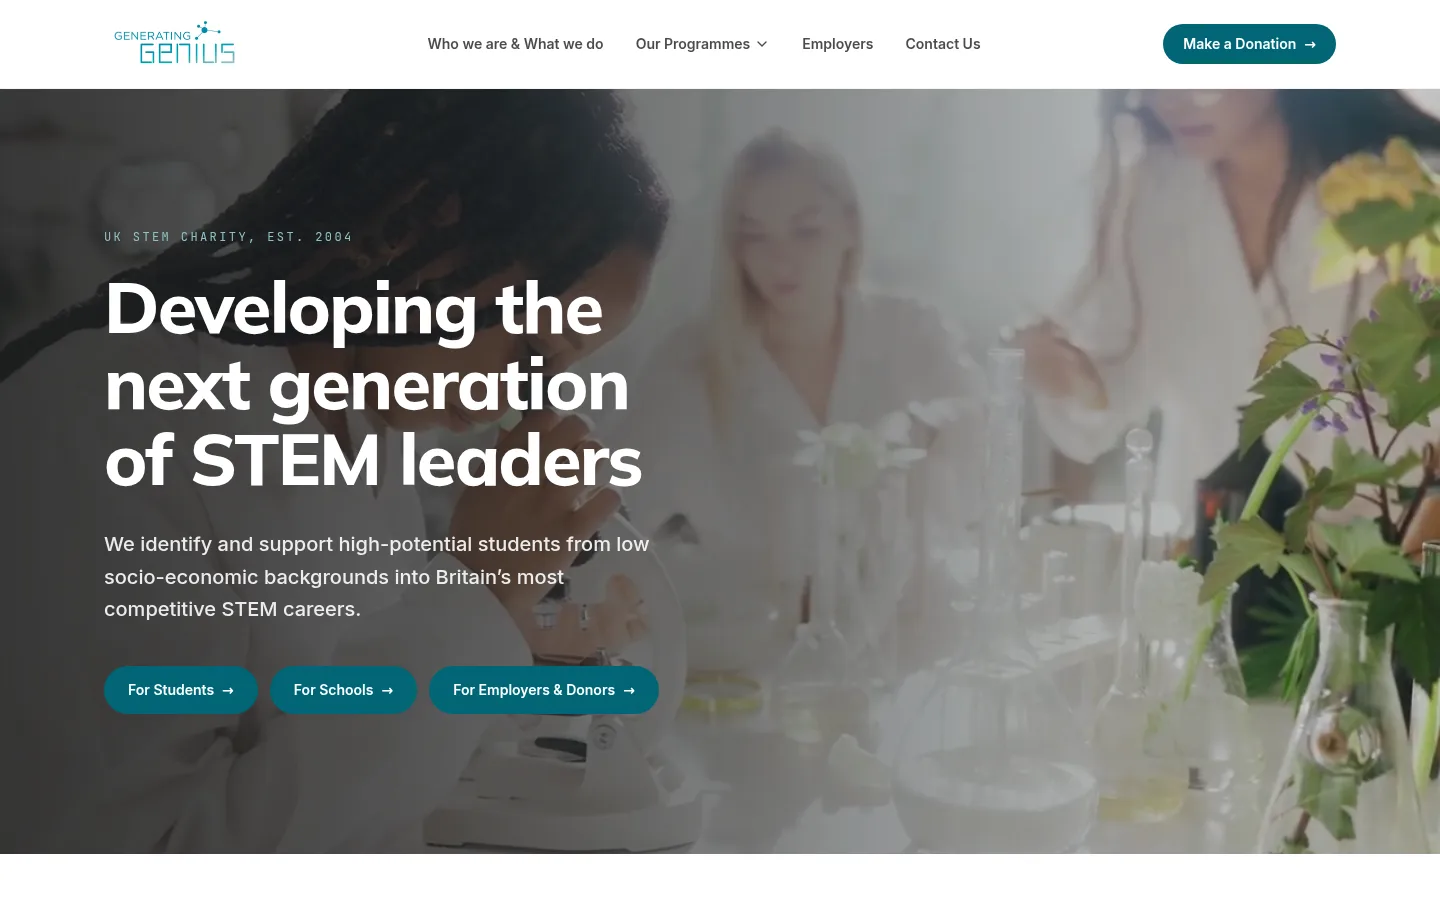 GENERATING
GENIUS
Who we are & What we do
Our Programmes
Employers
Contact Us
Make a Donation →
UK STEM CHARITY, EST. 2004
Developing the
next generation
of STEM leaders
We identify and support high-potential students from low
socio-economic backgrounds into Britain’s most
competitive STEM careers.
For Students →
For Schools →
For Employers & Donors →